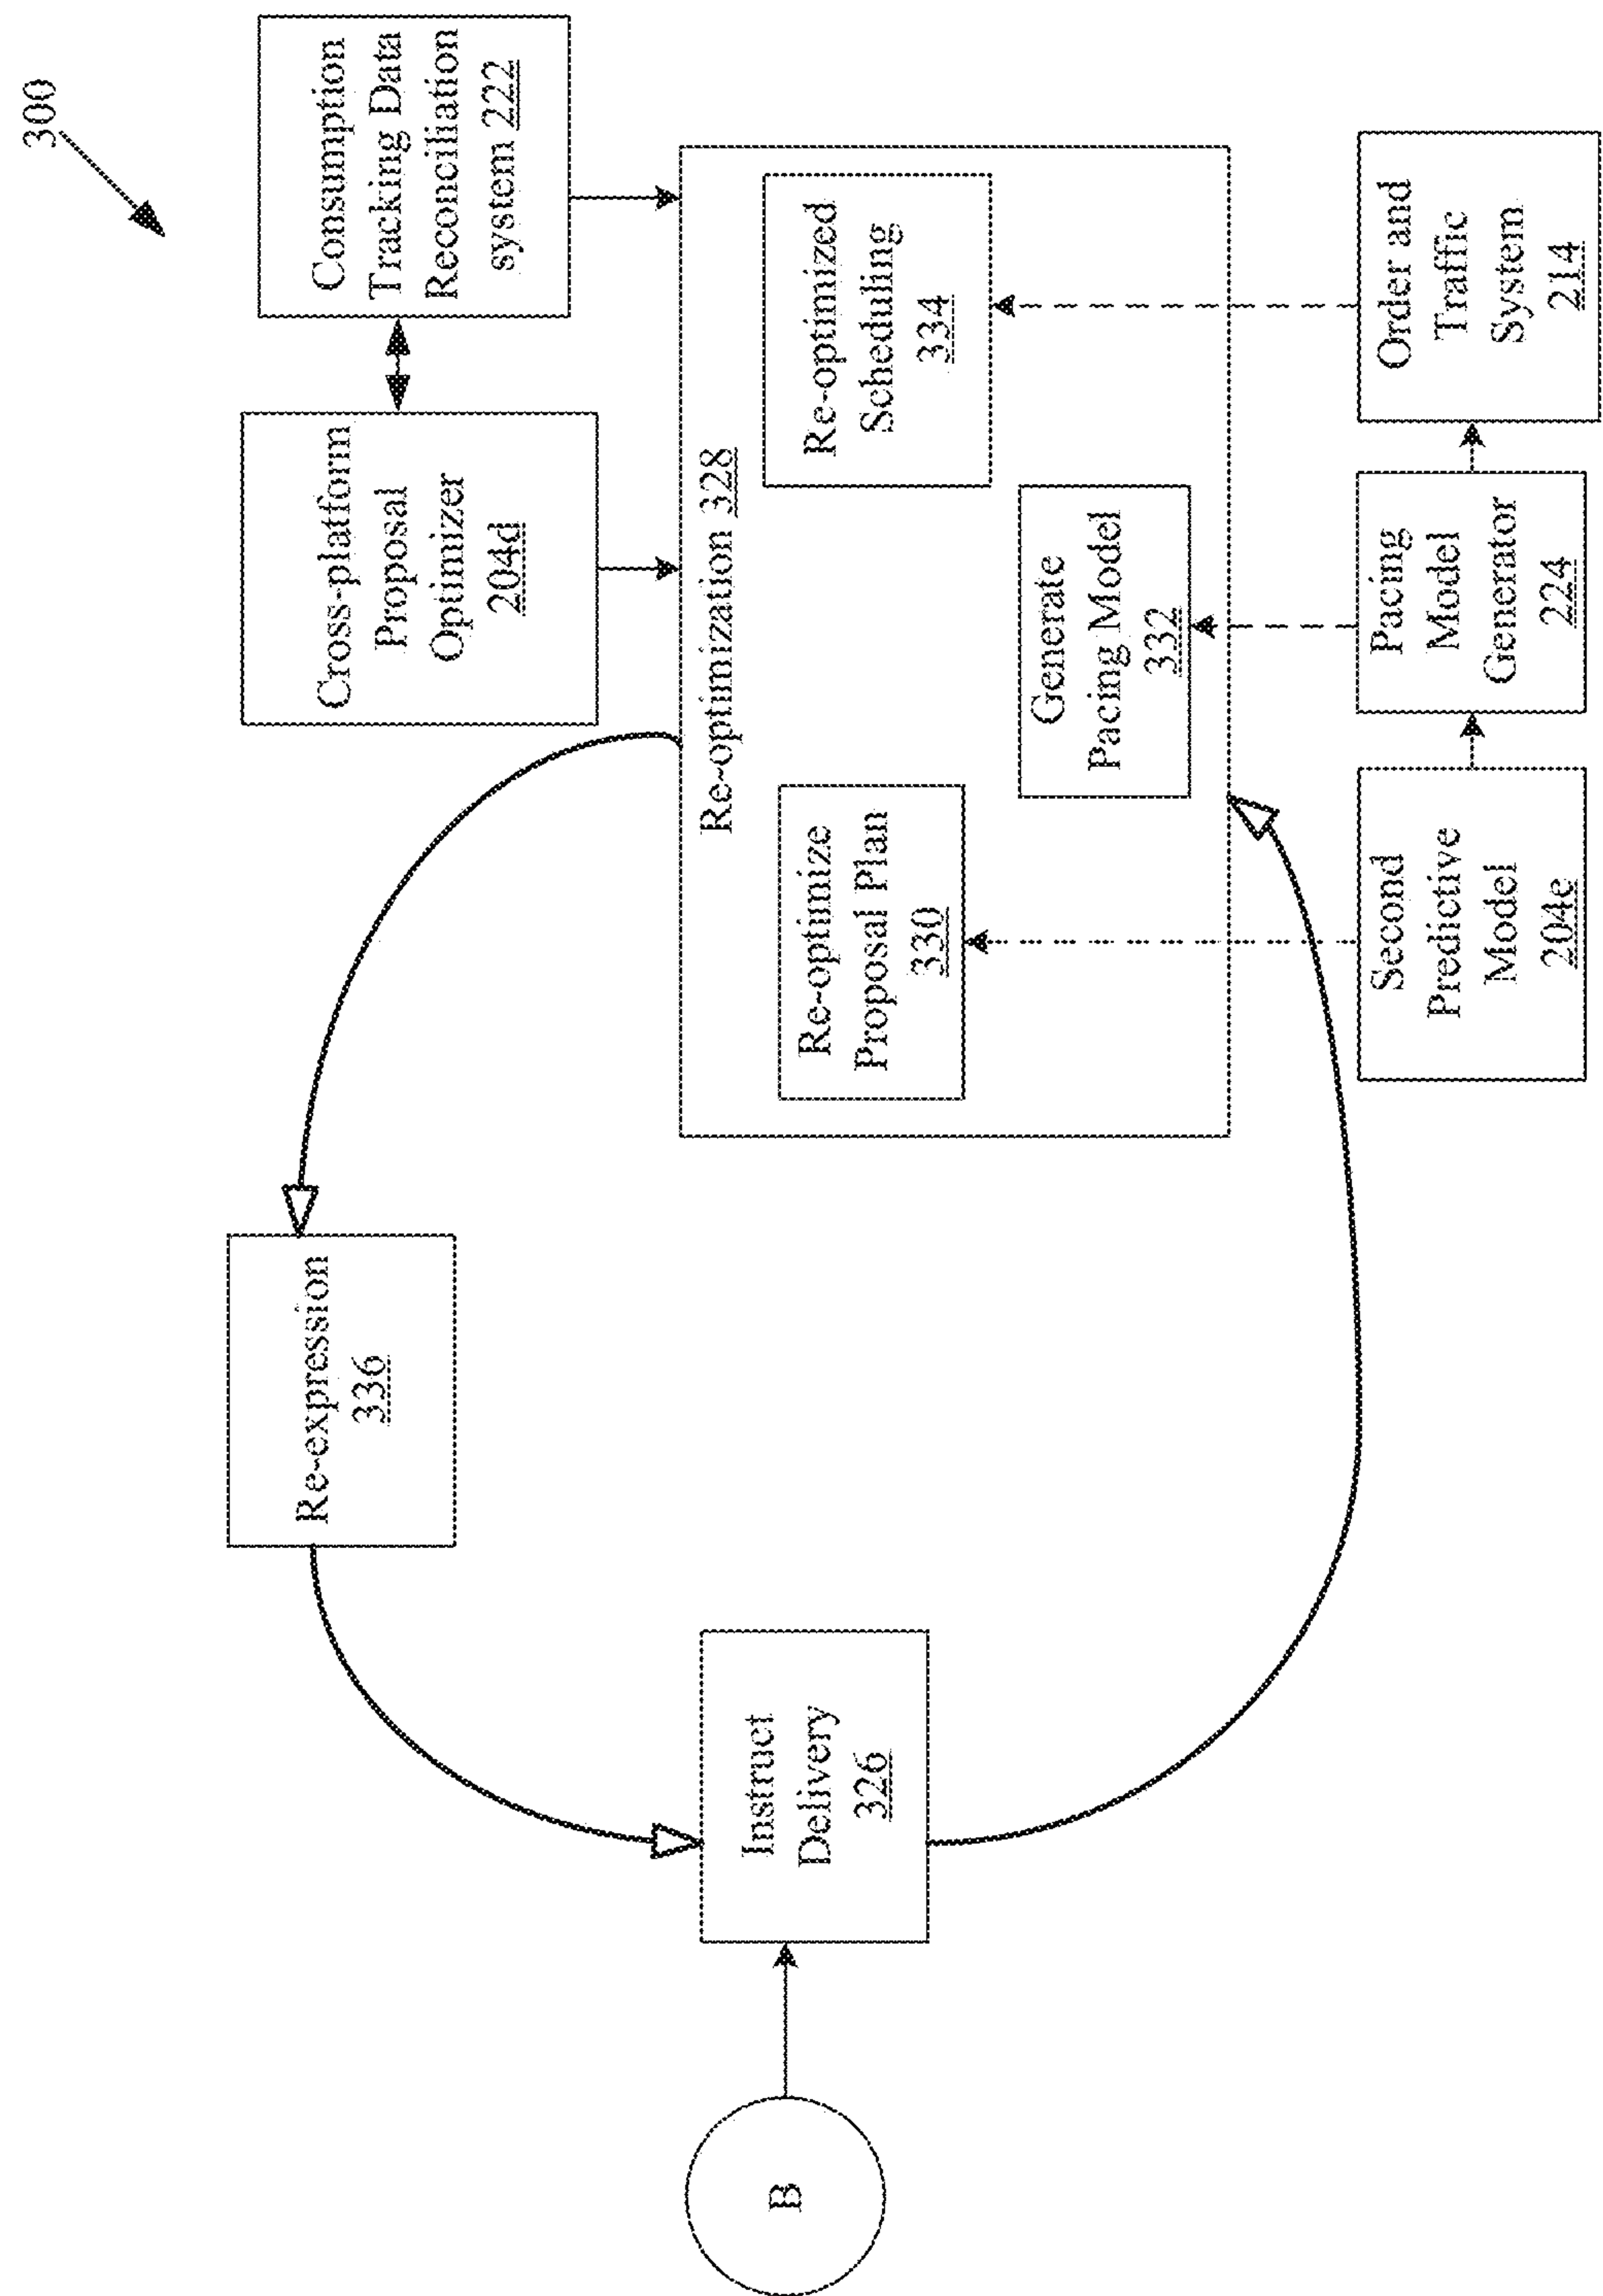 300
Consumption
Tracking Data
Reconciliation
system 222
Cross-platform
Proposal
Optimizer
204d
Re-expression
336
Re-optimization 328
Re-optimized
Scheduling
334
Generate
Pacing Model
332
Re-optimize
Proposal Plan
330
Instruct
Delivery
326
B
Second
Predictive
Model
204e
Pacing
Model
Generator
224
Order and
Traffic
System
214